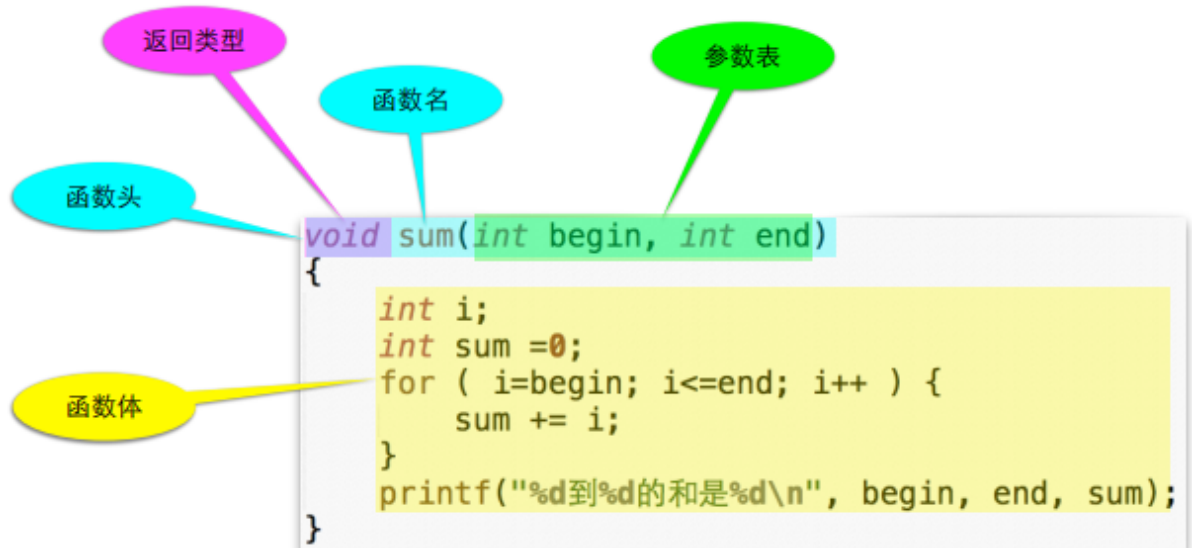 返回类型
参数表
函数名
函数头
void sum(int begin, int end)
{
    int i;
    int sum =0;
    for ( i=begin; i<=end; i++ ) {
函数体
        sum += i;
    }
    printf("%d到%d的和是%d\n", begin, end, sum);
}